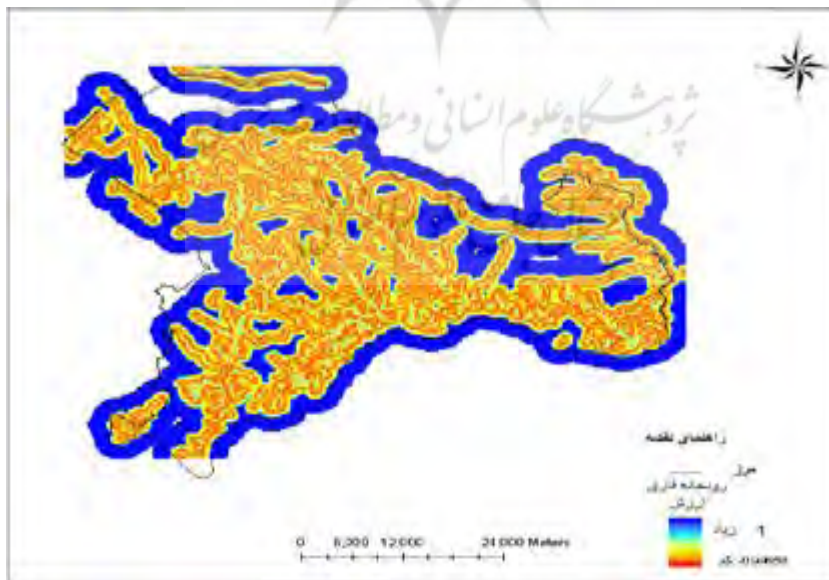 پژوهشگاه علوم انسانی و مطالعات
راهنمای نقشه
مرز
رودخانه فازی
ارزش
زیاد 1
کم
0 6,000 12,000 24,000 Meters